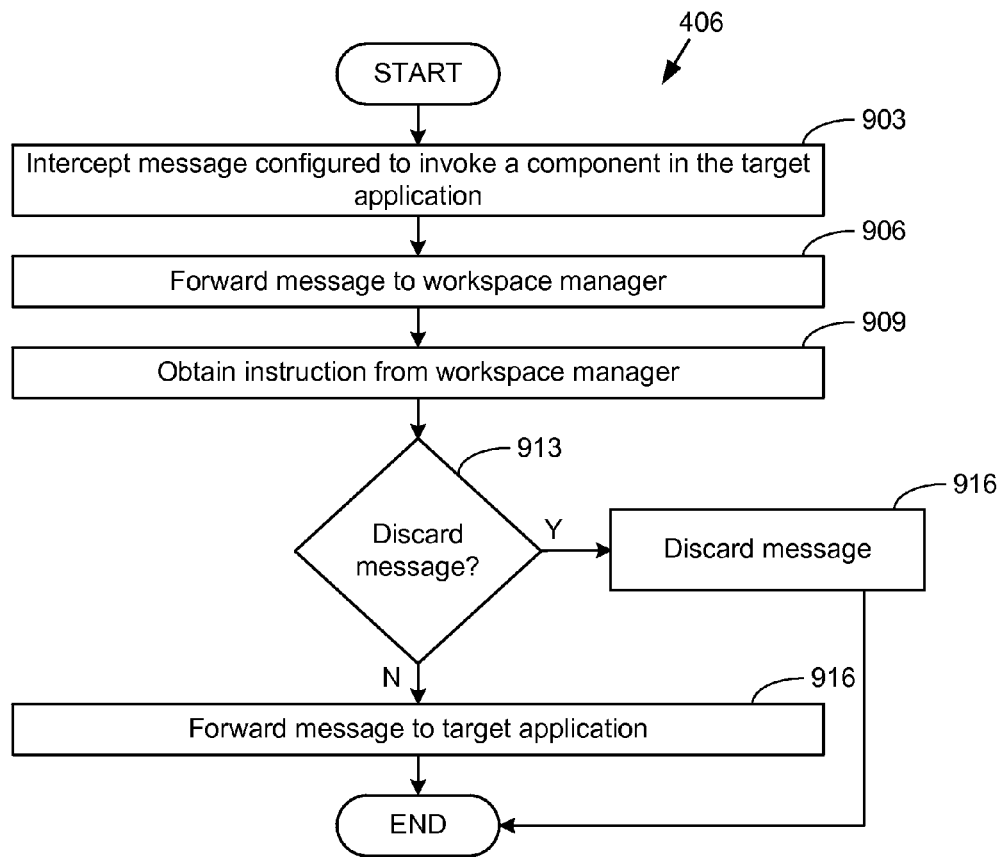 406
START
903
Intercept message configured to invoke a component in the target
application
906
Forward message to workspace manager
909
Obtain instruction from workspace manager
913
Discard
message?
Y
916
Discard message
N
916
Forward message to target application
END